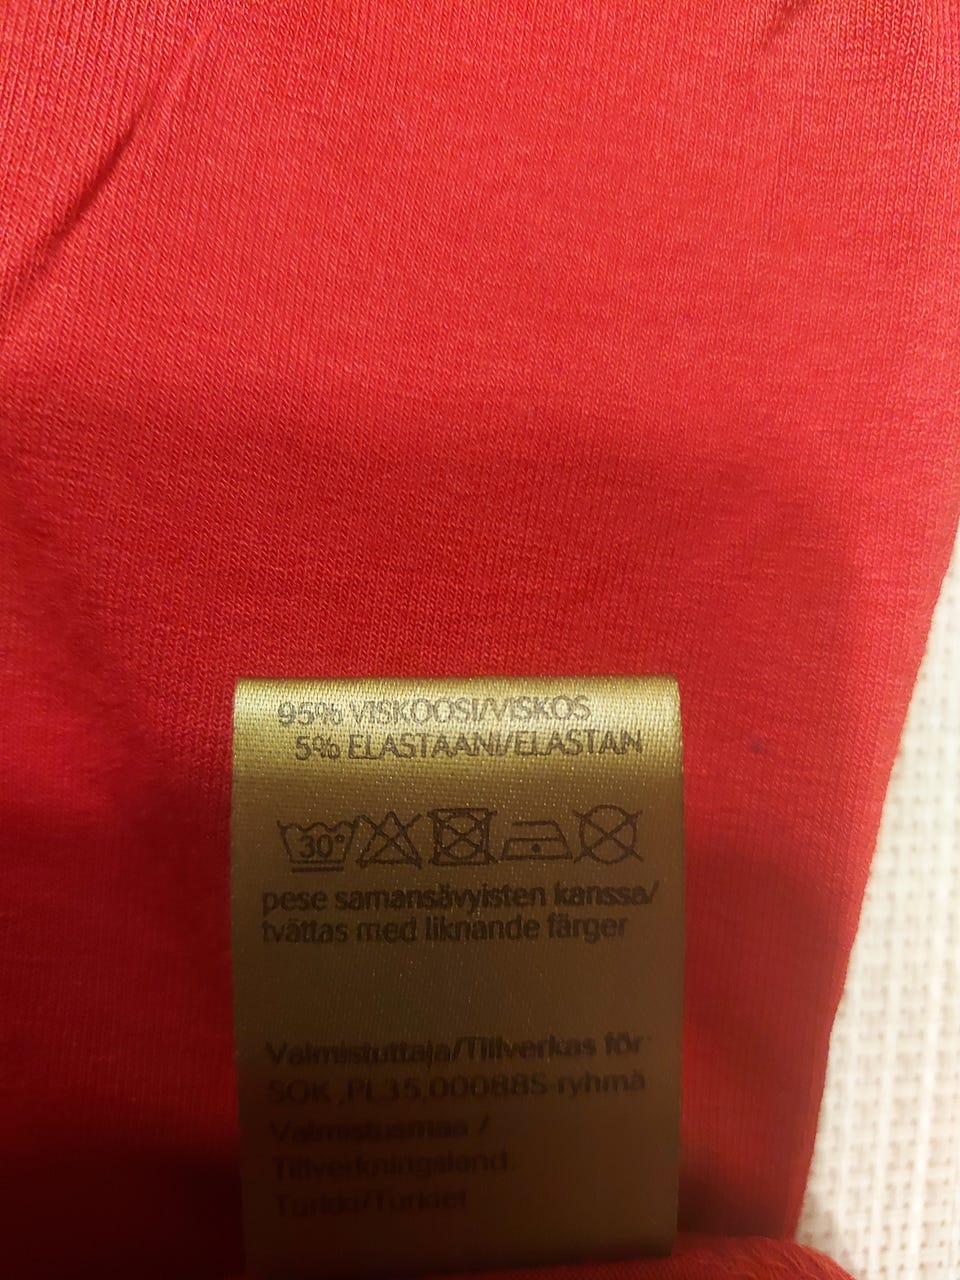 95% VISKOOSI/VISKOS
5% ELASTAANI/ELASTAN
30°
pese samansävyisten kanssa/
tvättas med liknande färger
Valmistuttaja/Tillverkas för
SOK ,PL35,00088S-ryhmä
Valmistusmaa /
Tillverkningsland.
Turkki/Turkiet